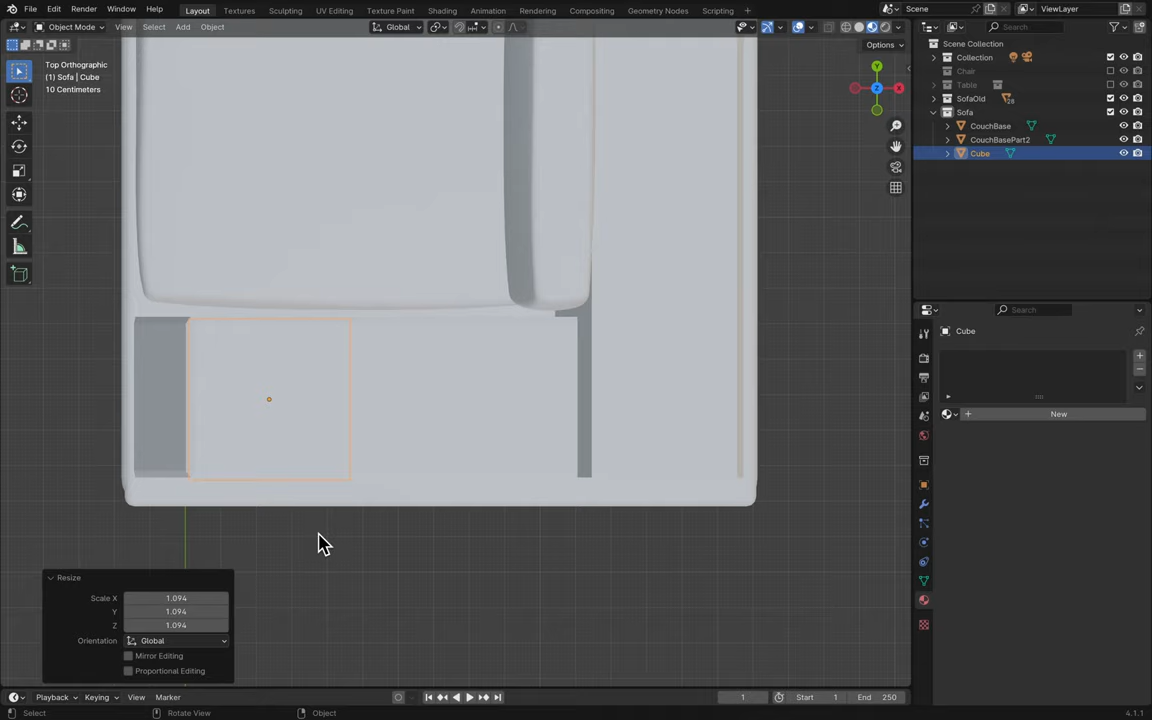 File Edit Render Window Help Layout Textures Sculpting UV Editing Texture Paint Shading Animation Rendering Compositing Geometry Nodes Scripting Scene ViewLayer
Object Mode View Select Add Object Global Search
Options
Top Orthographic
(1) Sofa | Cube
10 Centimeters
Y
Z
X
Scene Collection
Collection
Chair
Table
SofaOld 28
Sofa
CouchBase
CouchBasePart2
Cube
Search
Cube
New
Resize
Scale X 1.094
Y 1.094
Z 1.094
Orientation Global
Mirror Editing
Proportional Editing
Playback Keying View Marker 1 Start 1 End 250
Select Rotate View Object 4.1.1